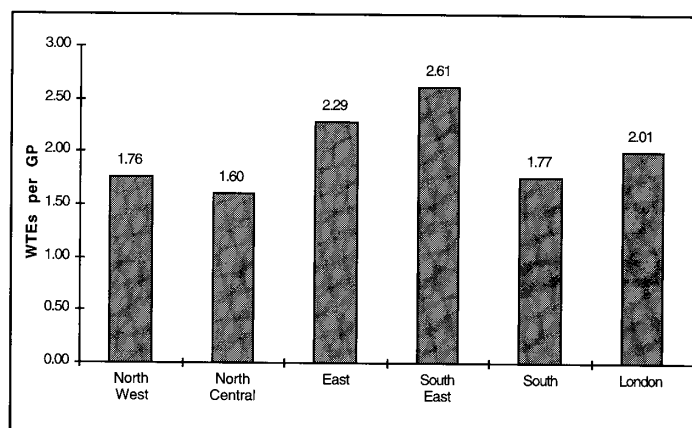 3.00
2.50
2.00
1.50
1.00
0.50
0.00
WTEs per GP
1.76
1.60
2.29
2.61
1.77
2.01
North
West
North
Central
East
South
East
South
London